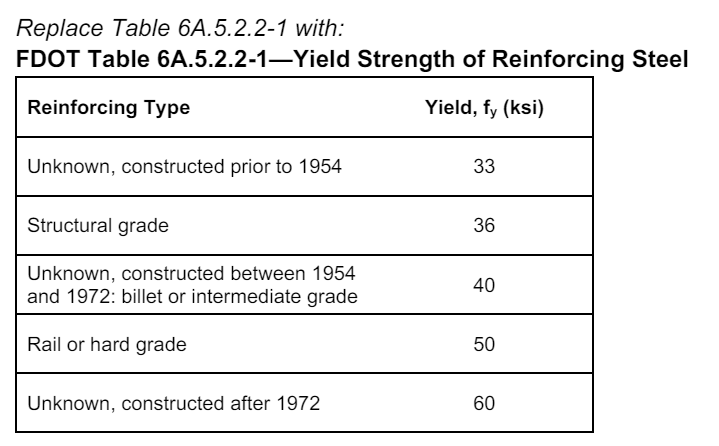 Replace Table 6A.5.2.2-1 with:
FDOT Table 6A.5.2.2-1—Yield Strength of Reinforcing Steel
Reinforcing Type Yield, fy (ksi)
Unknown, constructed prior to 1954 33
Structural grade 36
Unknown, constructed between 1954
and 1972: billet or intermediate grade 40
Rail or hard grade 50
Unknown, constructed after 1972 60